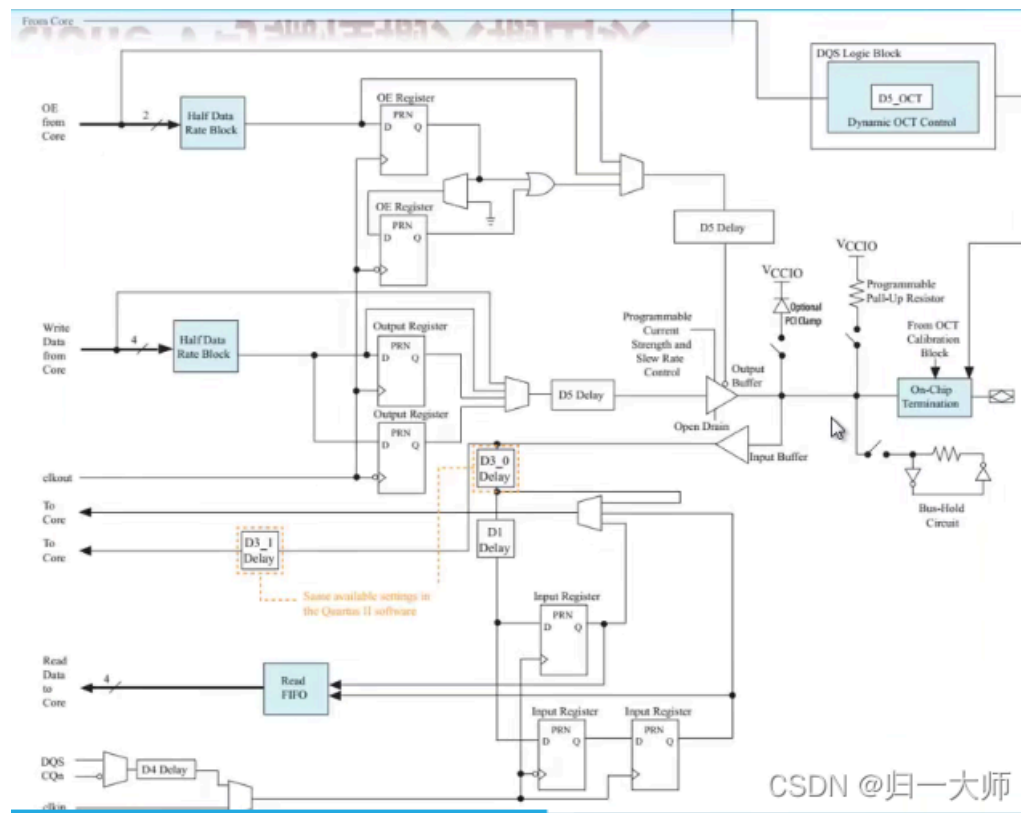 From Core
DQS Logic Block
D5_OCT
Dynamic OCT Control
OE
from
Core
2
Half Data
Rate Block
OE Register
PRN
D Q
OE Register
PRN
D Q
D5 Delay
VCCIO
VCCIO
Optional
PCI Clamp
Programmable
Pull-Up Resistor
From OCT
Calibration
Block
On-Chip
Termination
Write
Data
from
Core
4
Half Data
Rate Block
Output Register
PRN
D Q
Output Register
PRN
D Q
D5 Delay
Programmable
Current
Strength and
Slew Rate
Control
Output
Buffer
Open Drain
Input Buffer
Bus-Hold
Circuit
clkout
To
Core
To
Core
D3_0
Delay
D1
Delay
D3_1
Delay
Same available settings in
the Quartus II software
Input Register
PRN
D Q
Read
Data
to
Core
4
Read
FIFO
Input Register
PRN
D Q
Input Register
PRN
D Q
DQS
CQn
D4 Delay
clkin
CSDN @归一大师